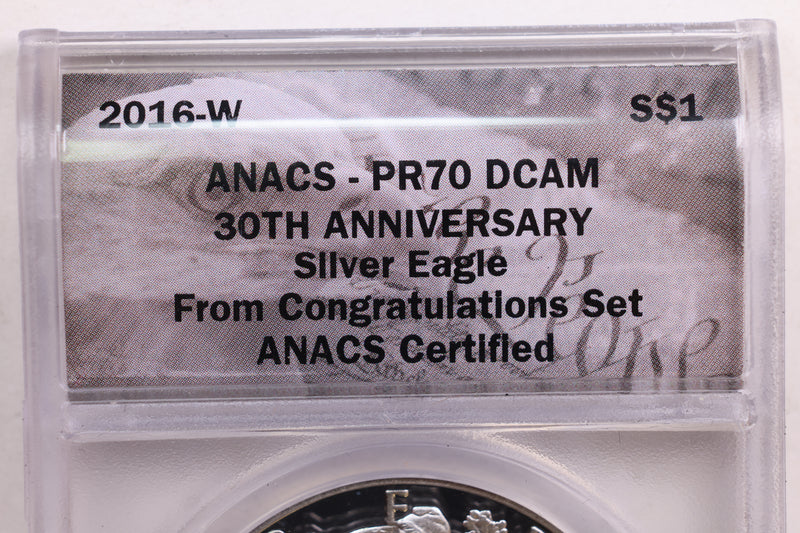 2016-W S$1
ANACS - PR70 DCAM
30TH ANNIVERSARY
Silver Eagle
From Congratulations Set
ANACS Certified
E